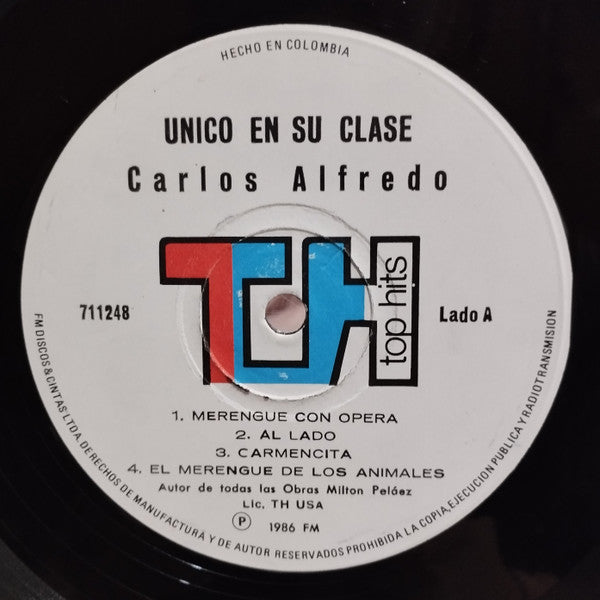 HECHO EN COLOMBIA
UNICO EN SU CLASE
Carlos Alfredo
TH
top hits
711248
Lado A
1. MERENGUE CON OPERA
2. AL LADO
3. CARMENCITA
4. EL MERENGUE DE LOS ANIMALES
Autor de todas las Obras Milton Peláez
Lic. TH USA
Ⓟ 1986 FM
FM DISCOS & CINTAS LTDA. DERECHOS DE MANUFACTURA Y DE AUTOR RESERVADOS PROHIBIDA LA COPIA, EJECUCION PUBLICA Y RADIOTRANSMISION